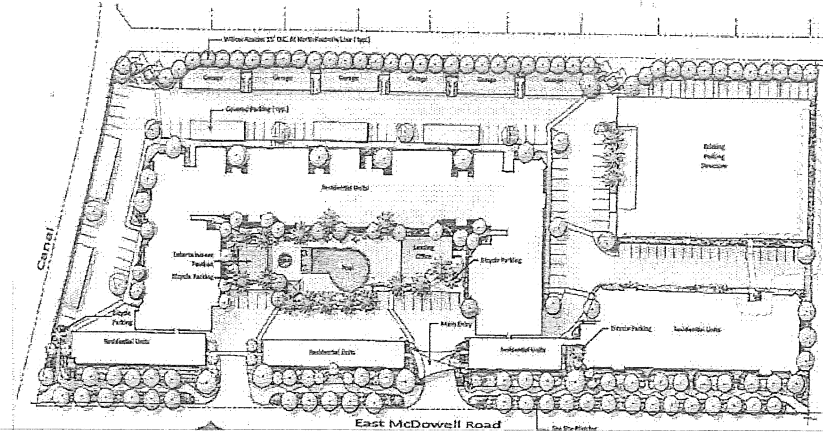 Willow Acacias 15' O.C. At North Property Line (typ.)
Garage
Garage
Garage
Garage
Garage
Garage
Covered Parking (typ.)
Existing
Parking
Structure
Residential Units
Canal
Entertainment
Pavilion
Bicycle Parking
Pool
Leasing
Office
Bicycle Parking
Bicycle
Parking
Main Entry
Bicycle Parking
Residential Units
Residential Units
Residential Units
Residential Units
East McDowell Road